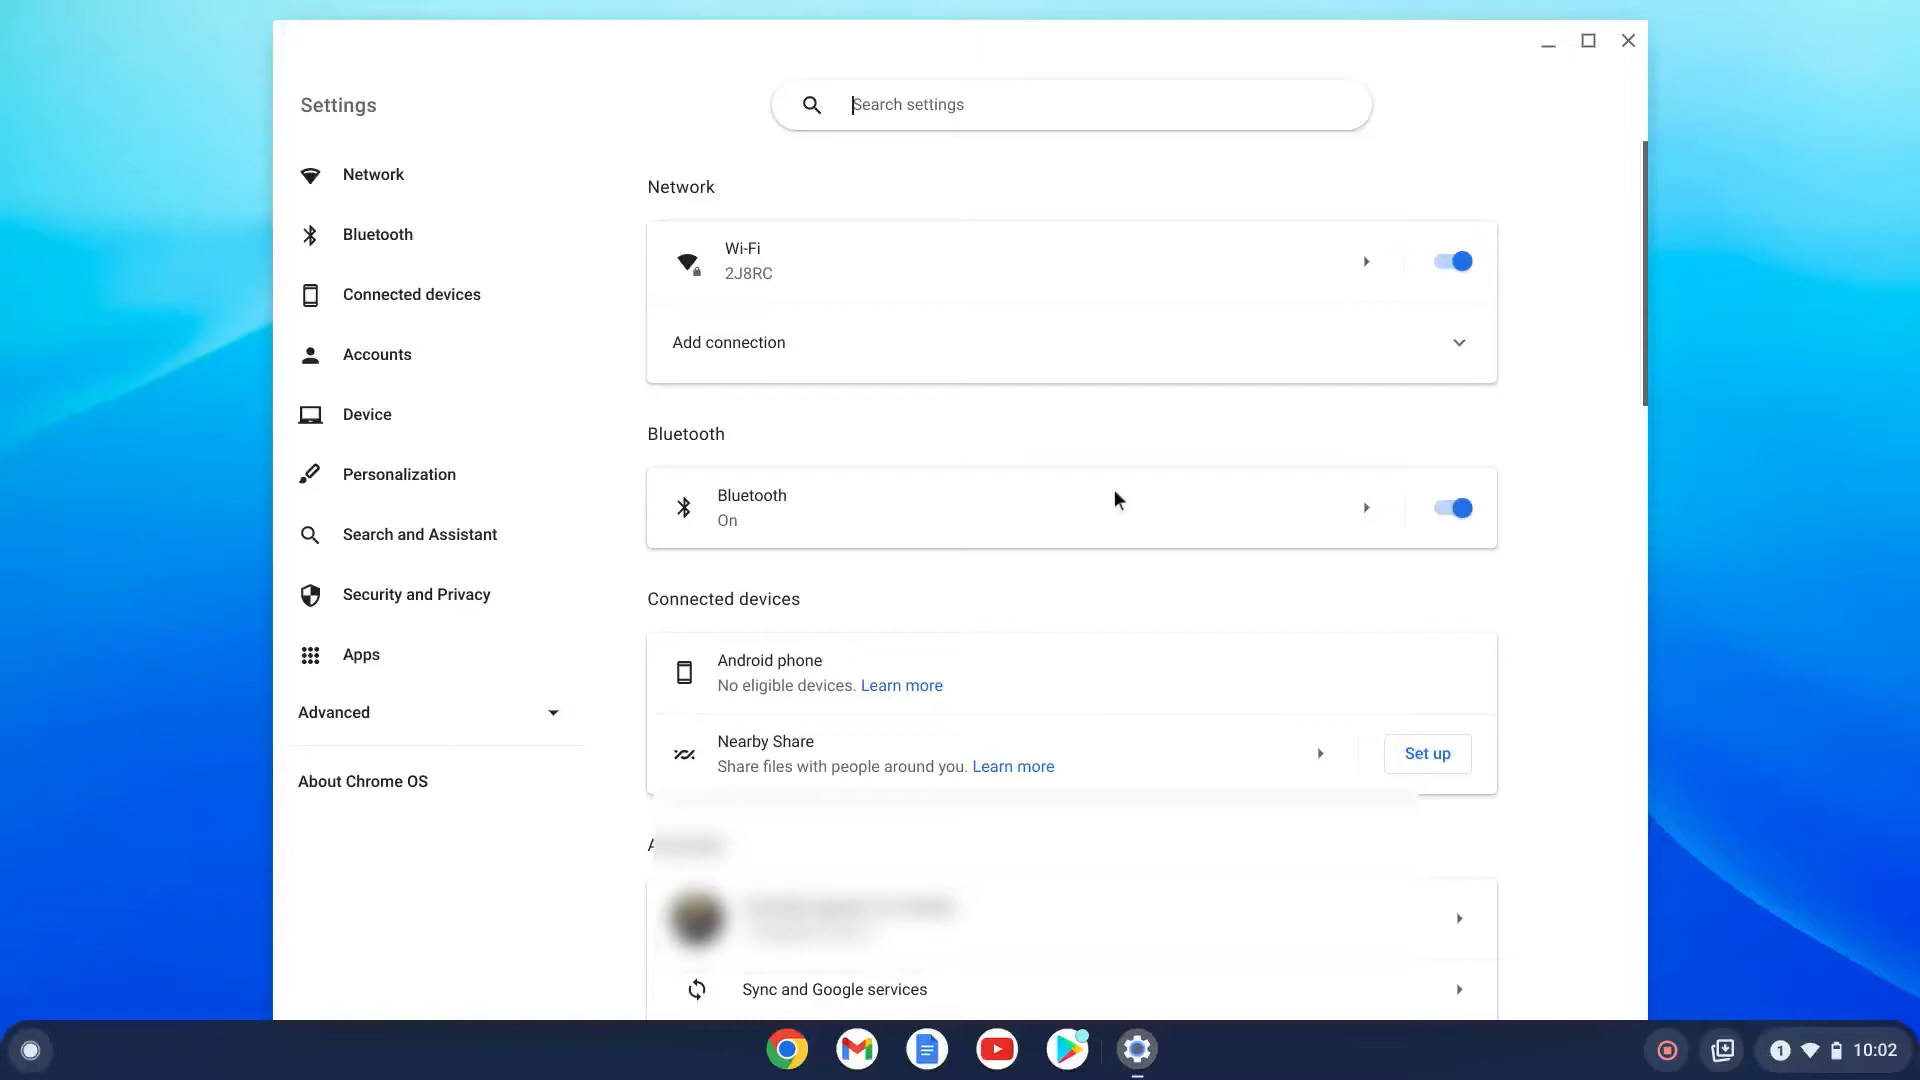 Settings
Search settings
Network
Bluetooth
Connected devices
Accounts
Device
Personalization
Search and Assistant
Security and Privacy
Apps
Advanced
About Chrome OS
Network
Wi-Fi
2J8RC
Add connection
Bluetooth
Bluetooth
On
Connected devices
Android phone
No eligible devices. Learn more
Nearby Share
Share files with people around you. Learn more
Set up
Sync and Google services
1
10:02